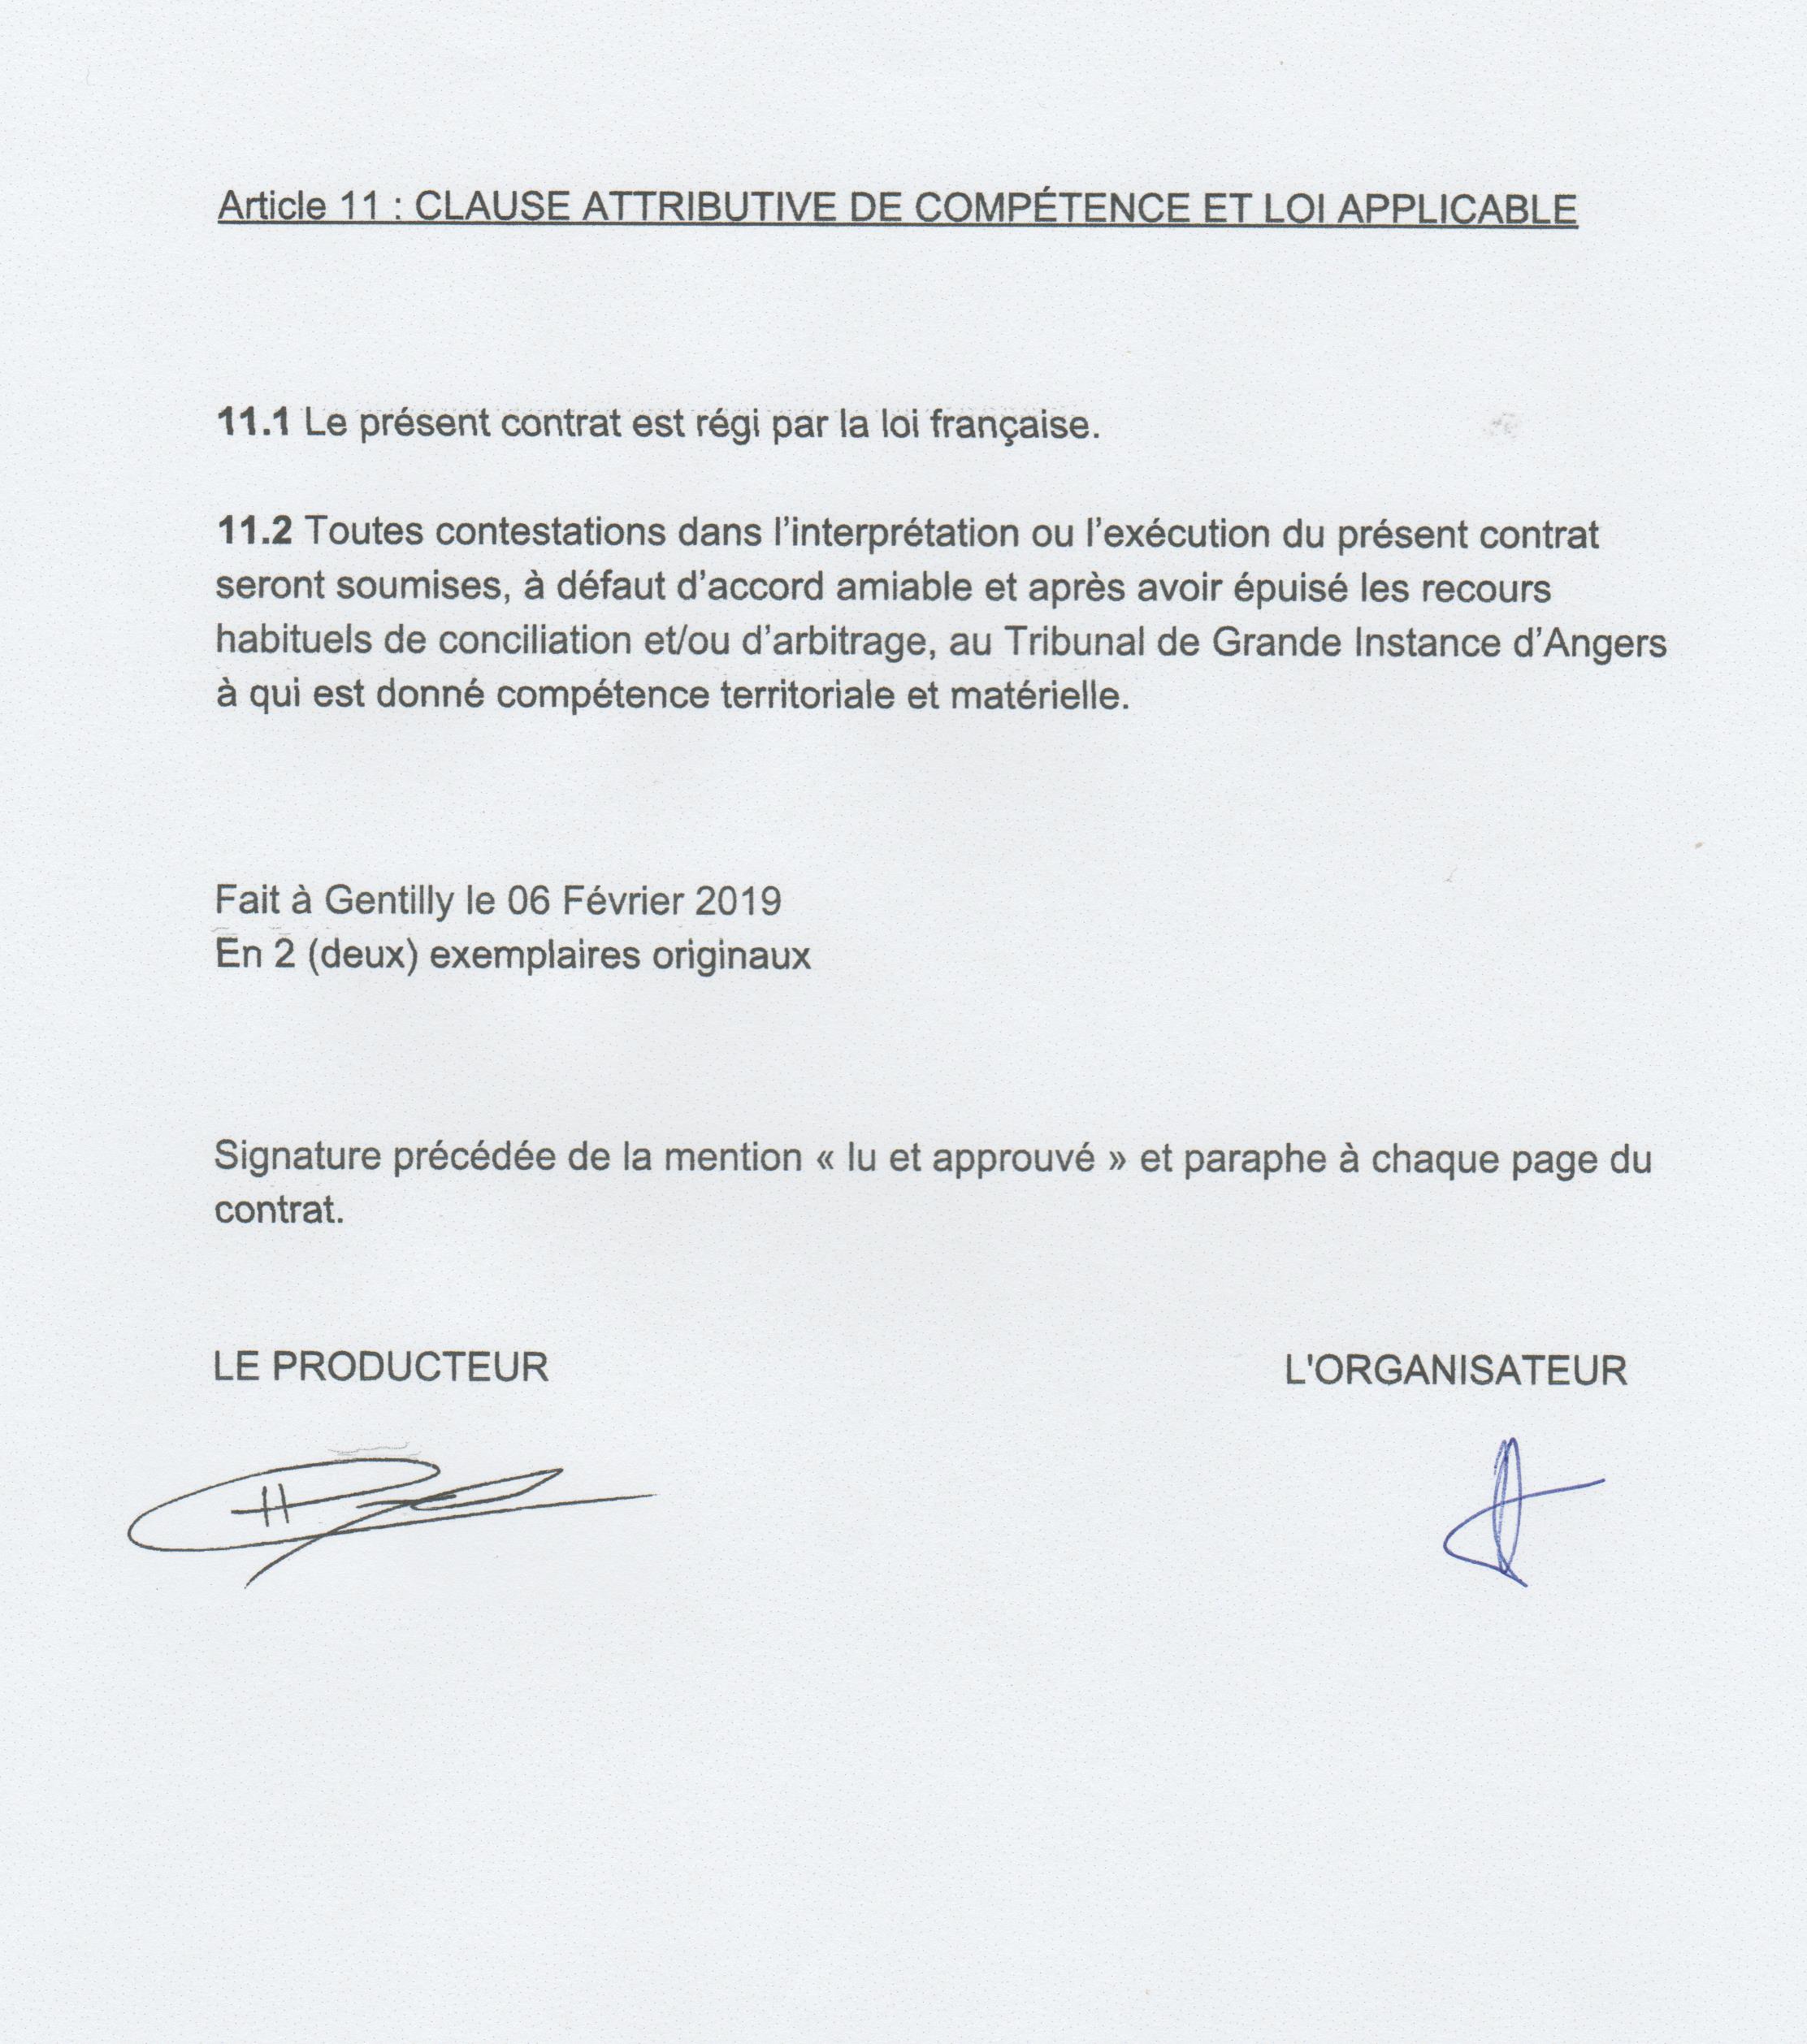 Article 11 : CLAUSE ATTRIBUTIVE DE COMPÉTENCE ET LOI APPLICABLE
11.1 Le présent contrat est régi par la loi française.
11.2 Toutes contestations dans l’interprétation ou l’exécution du présent contrat
seront soumises, à défaut d’accord amiable et après avoir épuisé les recours
habituels de conciliation et/ou d’arbitrage, au Tribunal de Grande Instance d’Angers
à qui est donné compétence territoriale et matérielle.
Fait à Gentilly le 06 Février 2019
En 2 (deux) exemplaires originaux
Signature précédée de la mention « lu et approuvé » et paraphe à chaque page du
contrat.
LE PRODUCTEUR
L'ORGANISATEUR